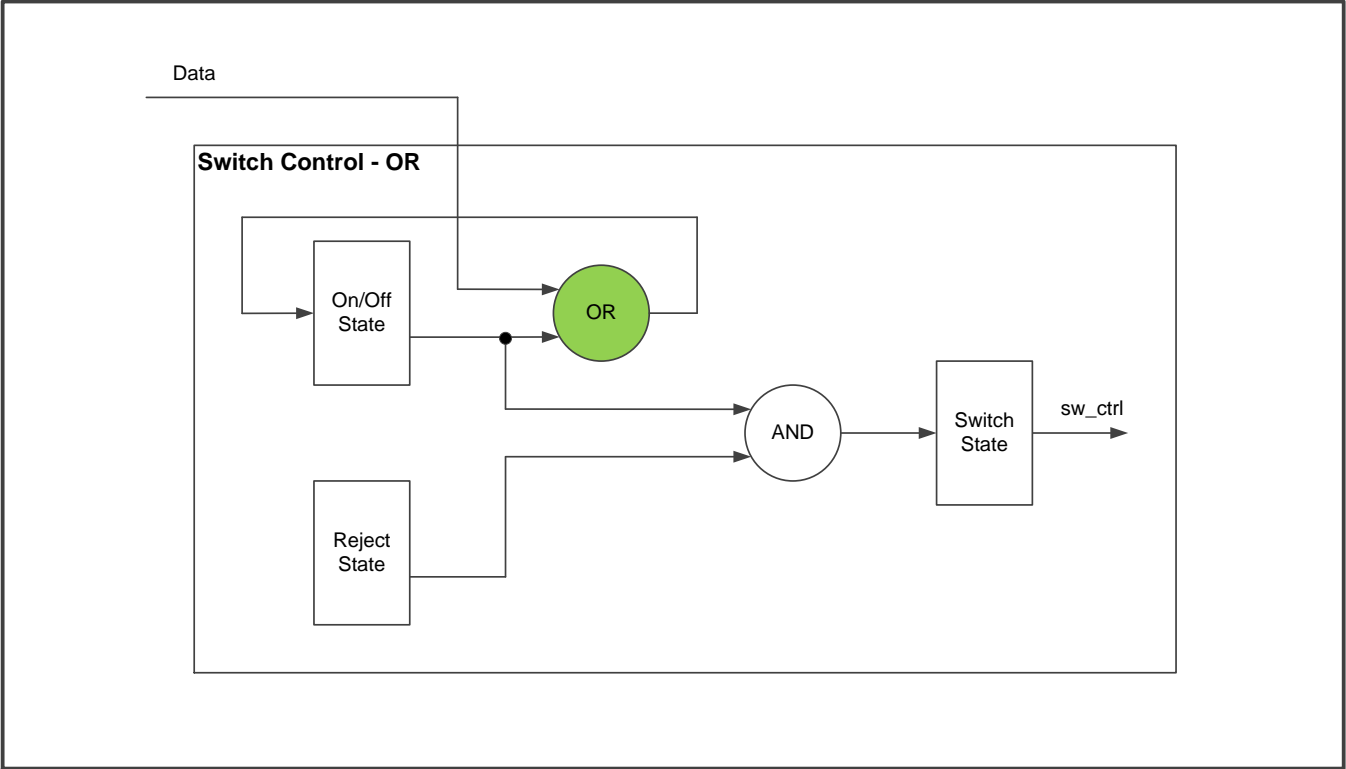 Data
Switch Control - OR
On/Off
State
OR
AND
Switch
State
sw_ctrl
Reject
State